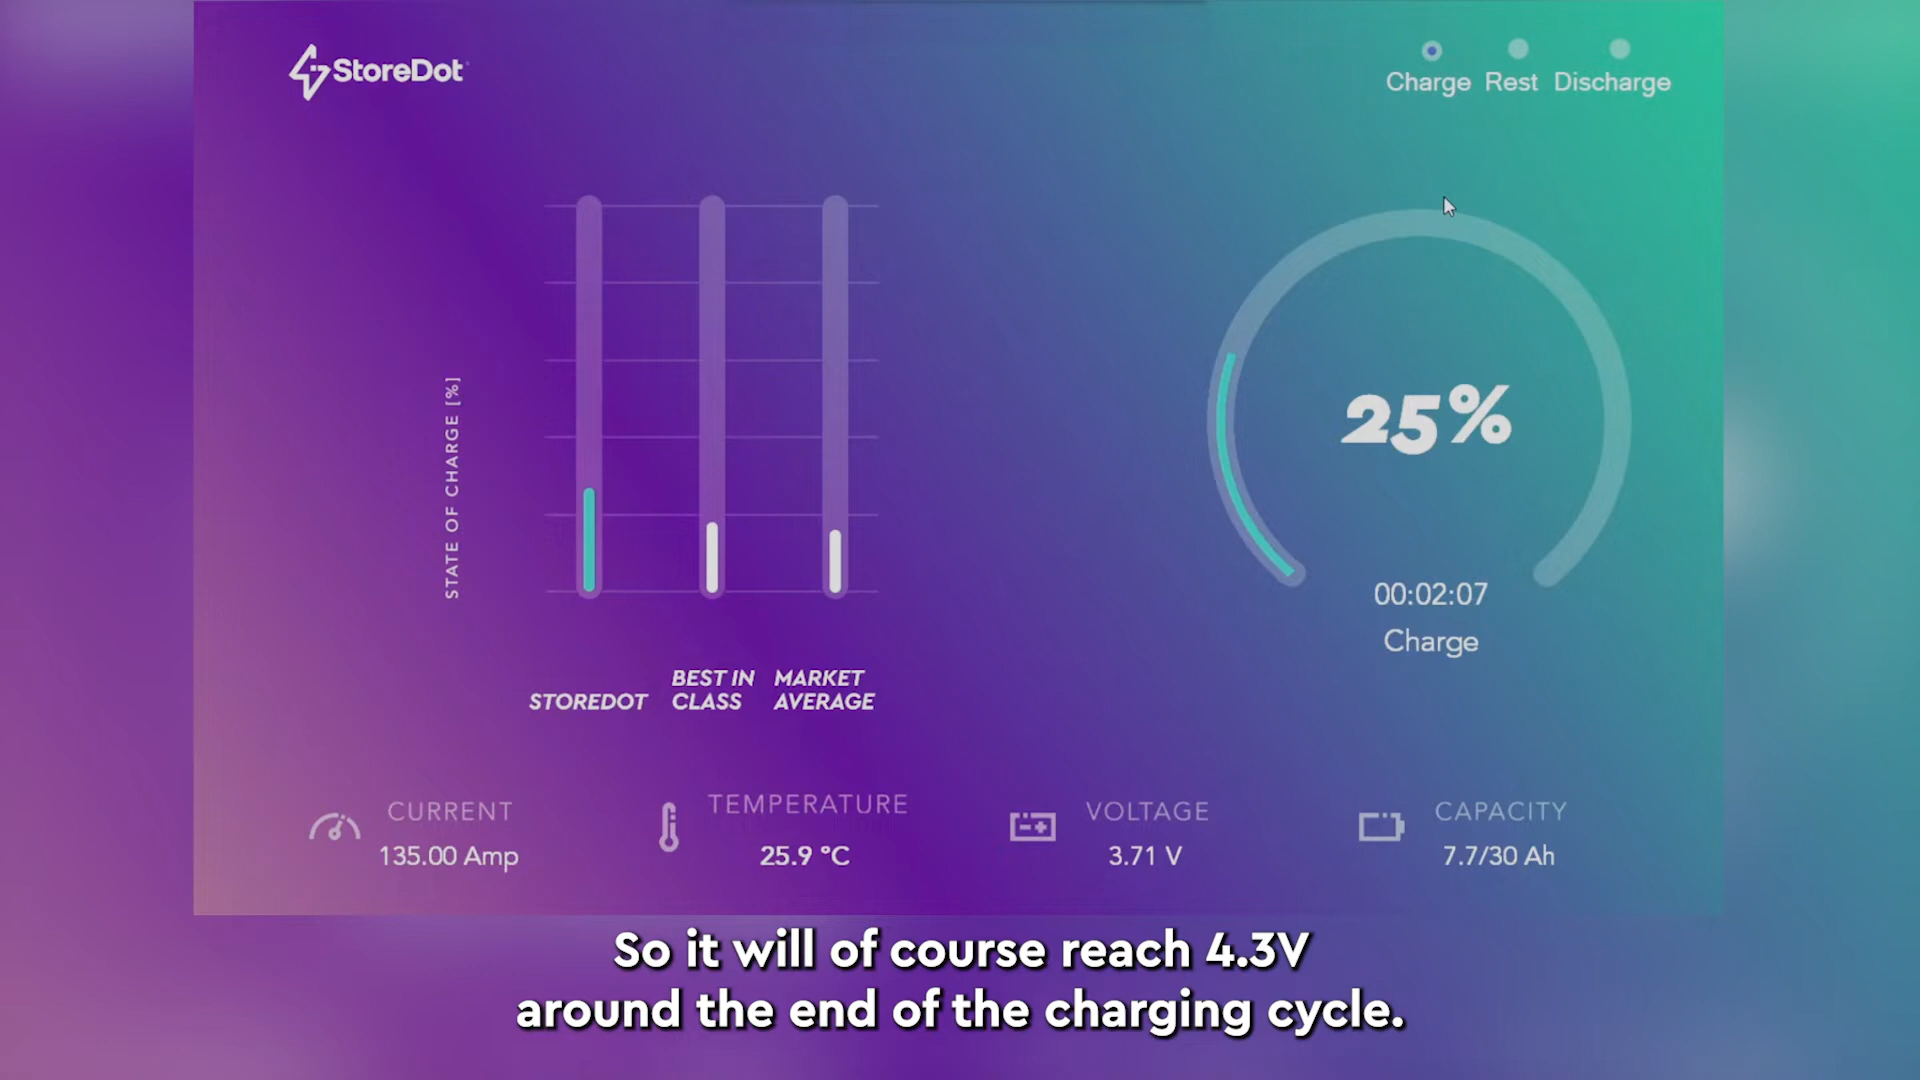 StoreDot
Charge Rest Discharge
STATE OF CHARGE [%]
25%
00:02:07
Charge
STOREDOT
BEST IN
CLASS
MARKET
AVERAGE
CURRENT
135.00 Amp
TEMPERATURE
25.9 °C
VOLTAGE
3.71 V
CAPACITY
7.7/30 Ah
So it will of course reach 4.3V
around the end of the charging cycle.